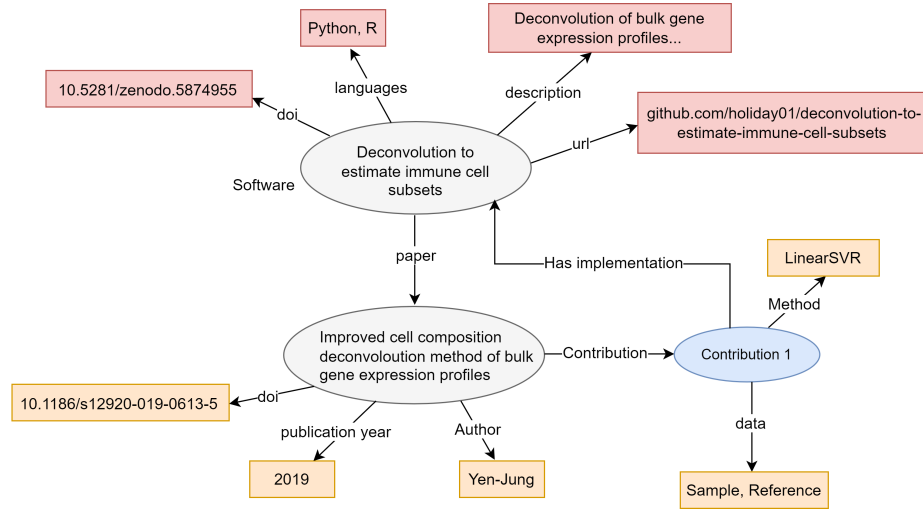 Deconvolution of bulk gene
expression profiles...
Python, R
10.5281/zenodo.5874955
languages
description
doi
github.com/holiday01/deconvolution-to-
estimate-immune-cell-subsets
url
Deconvolution to
estimate immune cell
subsets
Software
paper
Has implementation
LinearSVR
Method
Improved cell composition
deconvoloution method of bulk
gene expression profiles
Contribution
Contribution 1
doi
10.1186/s12920-019-0613-5
publication year
Author
data
2019
Yen-Jung
Sample, Reference